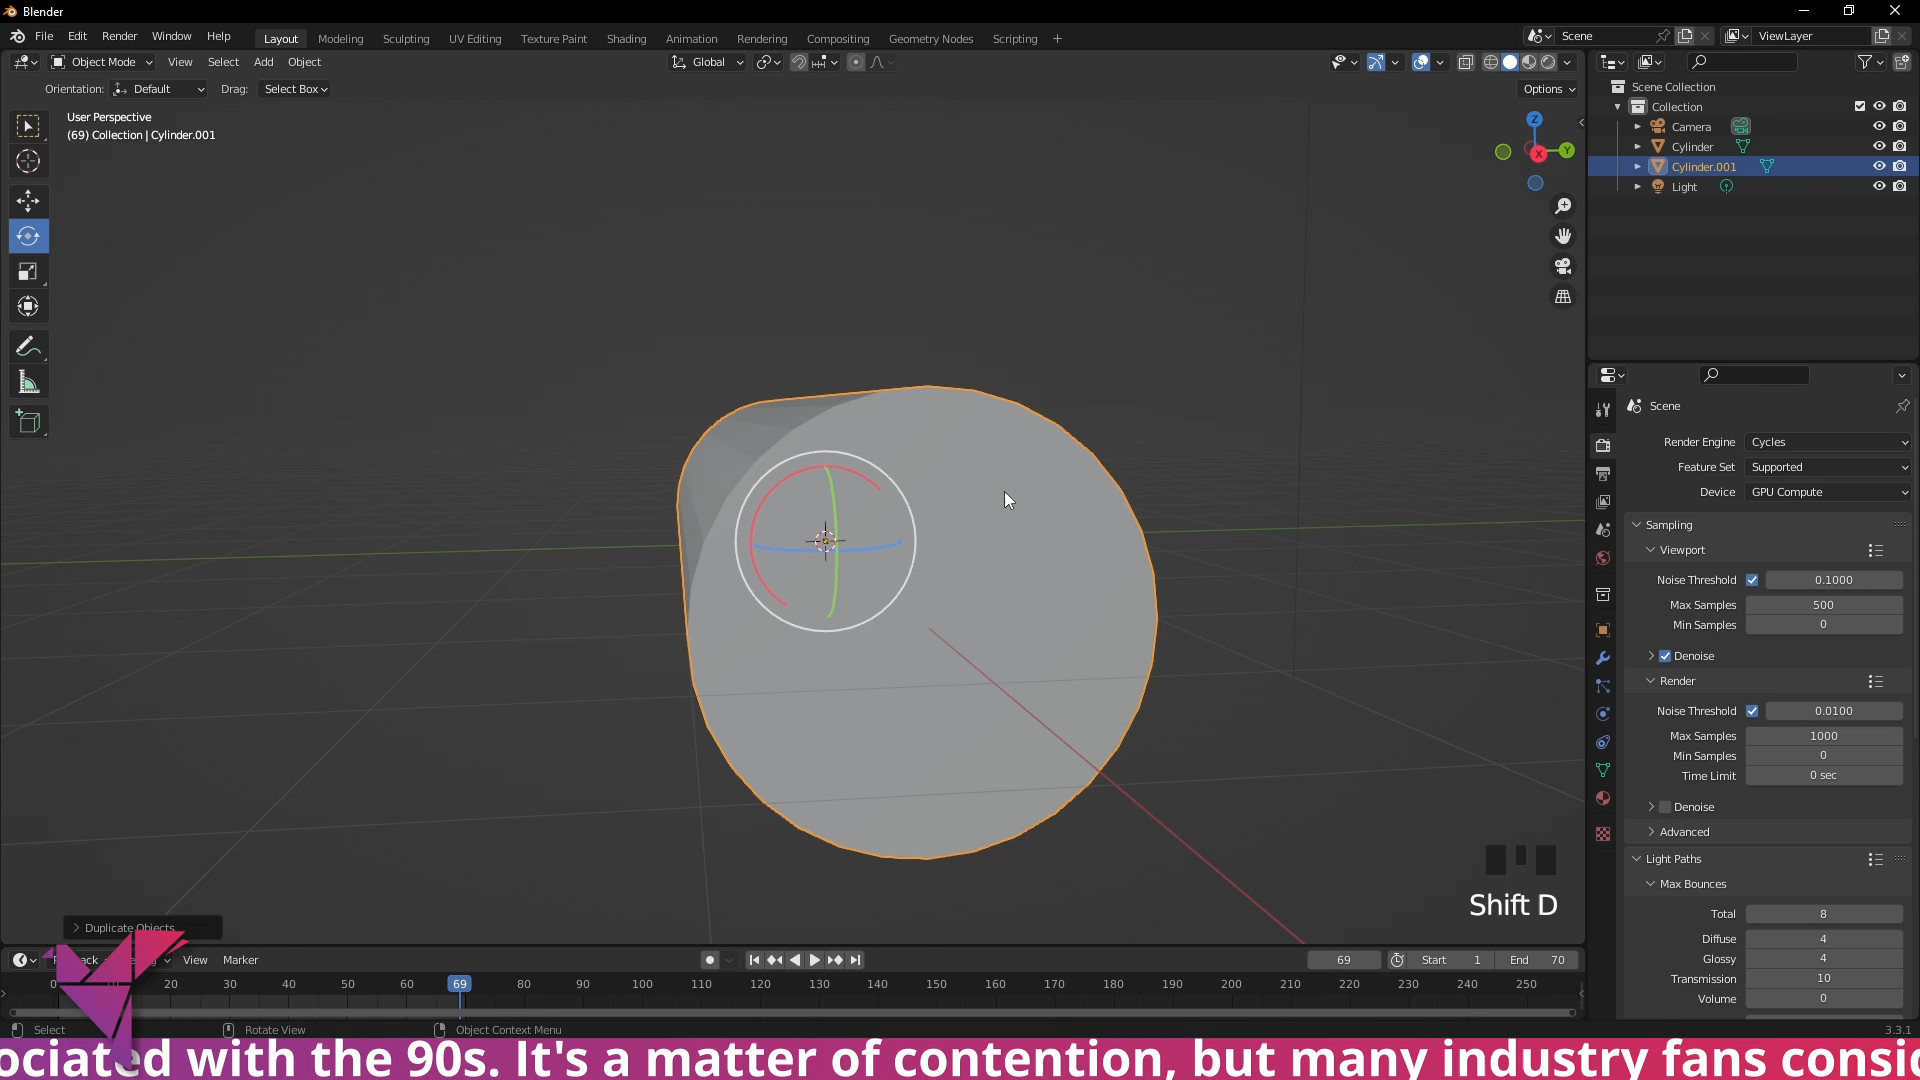 Blender
File Edit Render Window Help
Layout Modeling Sculpting UV Editing Texture Paint Shading Animation Rendering Compositing Geometry Nodes Scripting +
Scene
ViewLayer
Object Mode View Select Add Object
Global
Orientation: Default Drag: Select Box
Options
User Perspective
(69) Collection | Cylinder.001
Z
Y
X
Scene Collection
Collection
Camera
Cylinder
Cylinder.001
Light
Scene
Render Engine Cycles
Feature Set Supported
Device GPU Compute
Sampling
Viewport
Noise Threshold 0.1000
Max Samples 500
Min Samples 0
Denoise
Render
Noise Threshold 0.0100
Max Samples 1000
Min Samples 0
Time Limit 0 sec
Denoise
Advanced
Light Paths
Max Bounces
Total 8
Diffuse 4
Glossy 4
Transmission 10
Volume 0
Shift D
Duplicate Objects
View Marker
69
Start 1
End 70
0 20 30 40 50 60 69 80 90 100 110 120 130 140 150 160 170 180 190 200 210 220 230 240 250
Select Rotate View Object Context Menu
3.3.1
ociated with the 90s. It's a matter of contention, but many industry fans consid